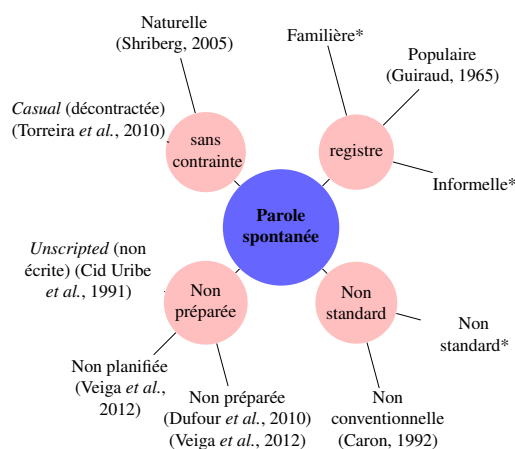 Naturelle
(Shriberg, 2005)
Familière*
Populaire
(Guiraud, 1965)
Casual (décontractée)
(Torreira et al., 2010)
sans
contrainte
registre
Informelle*
Parole
spontanée
Unscripted (non
écrite) (Cid Uribe
et al., 1991)
Non
préparée
Non
standard
Non
standard*
Non planifiée
(Veiga et al.,
2012)
Non préparée
(Dufour et al., 2010)
(Veiga et al., 2012)
Non
conventionnelle
(Caron, 1992)